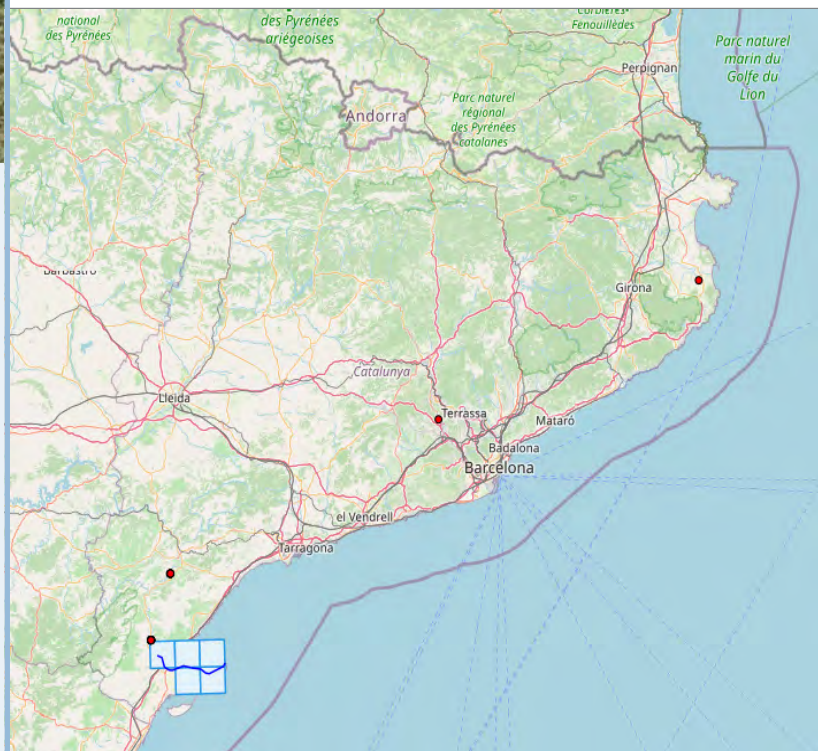 national
des Pyrénées
des Pyrénées
ariégeoises
Fenouillèdes
Parc naturel
marin du
Golfe du
Lion
Perpignan
Parc naturel
régional
des Pyrénées
catalanes
Andorra
Barbastro
Girona
Catalunya
Lleida
Terrassa
Mataró
Badalona
Barcelona
el Vendrell
Tarragona